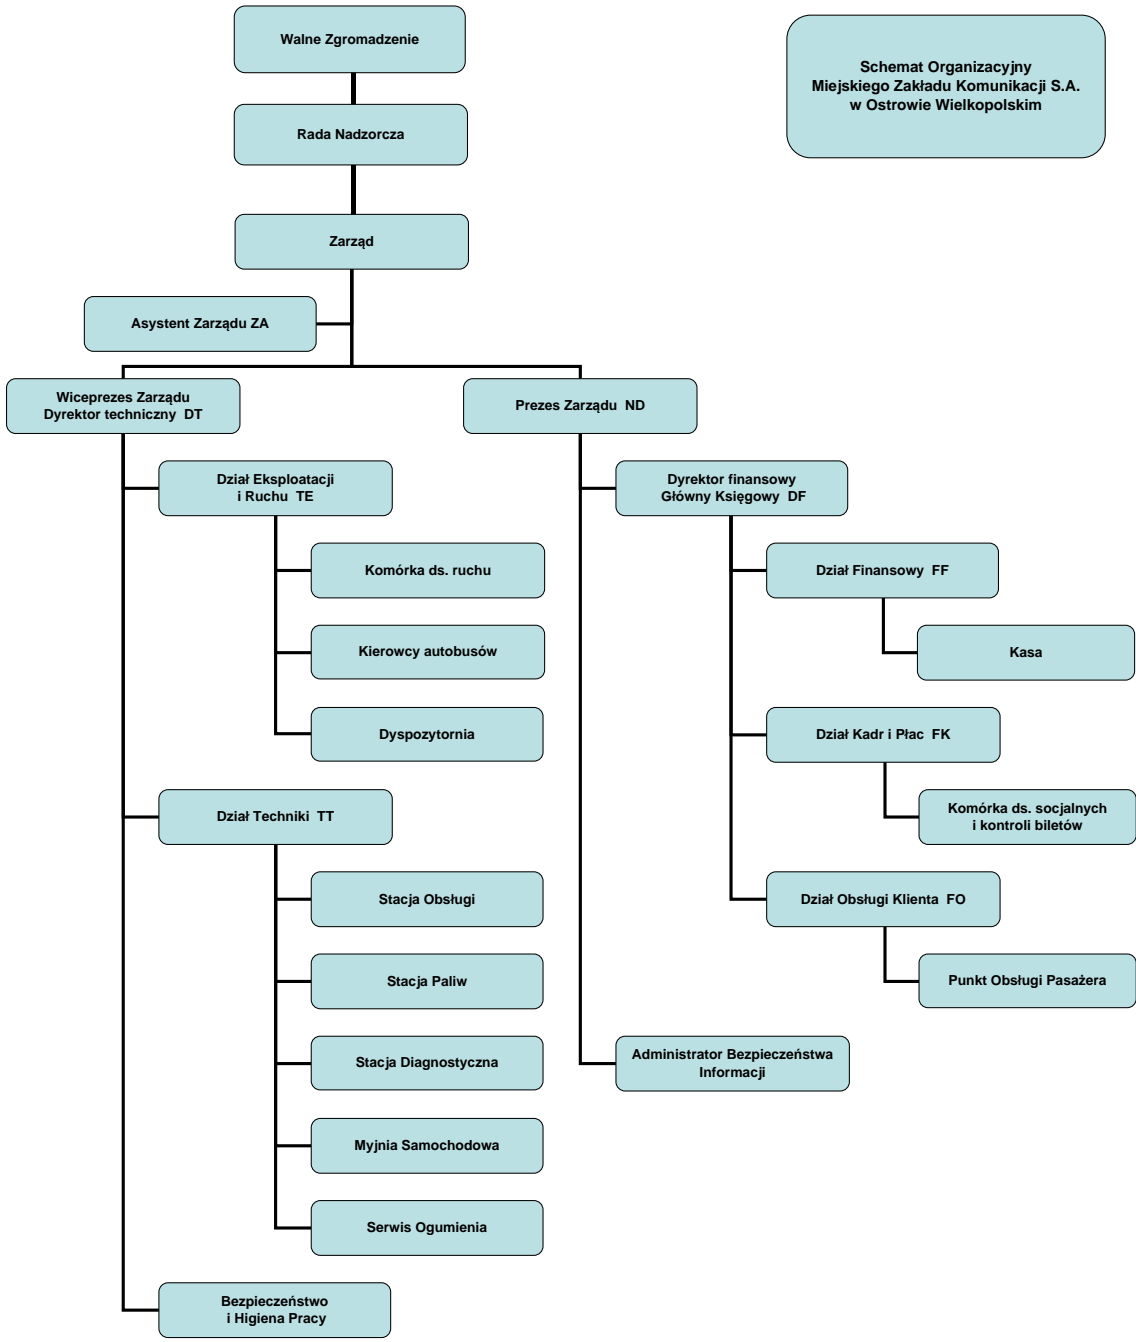 Walne Zgromadzenie
Schemat Organizacyjny
Miejskiego Zakładu Komunikacji S.A.
w Ostrowie Wielkopolskim
Rada Nadzorcza
Zarząd
Asystent Zarządu ZA
Wiceprezes Zarządu
Dyrektor techniczny DT
Prezes Zarządu ND
Dział Eksploatacji
i Ruchu TE
Komórka ds. ruchu
Kierowcy autobusów
Dyspozytornia
Dział Techniki TT
Stacja Obsługi
Stacja Paliw
Stacja Diagnostyczna
Myjnia Samochodowa
Serwis Ogumienia
Bezpieczeństwo
i Higiena Pracy
Dyrektor finansowy
Główny Księgowy DF
Dział Finansowy FF
Kasa
Dział Kadr i Płac FK
Komórka ds. socjalnych
i kontroli biletów
Dział Obsługi Klienta FO
Punkt Obsługi Pasażera
Administrator Bezpieczeństwa
Informacji